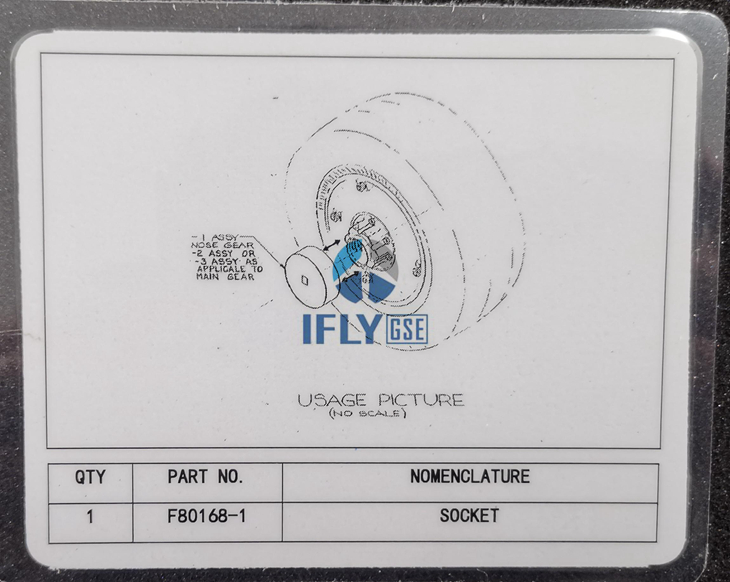 - 1 ASSY
NOSE GEAR
-2 ASSY OR
-3 ASSY AS
APPLICALE TO
MAIN GEAR
IFLY GSE
USAGE PICTURE
(NO SCALE)
QTY PART NO. NOMENCLATURE
1 F80168-1 SOCKET